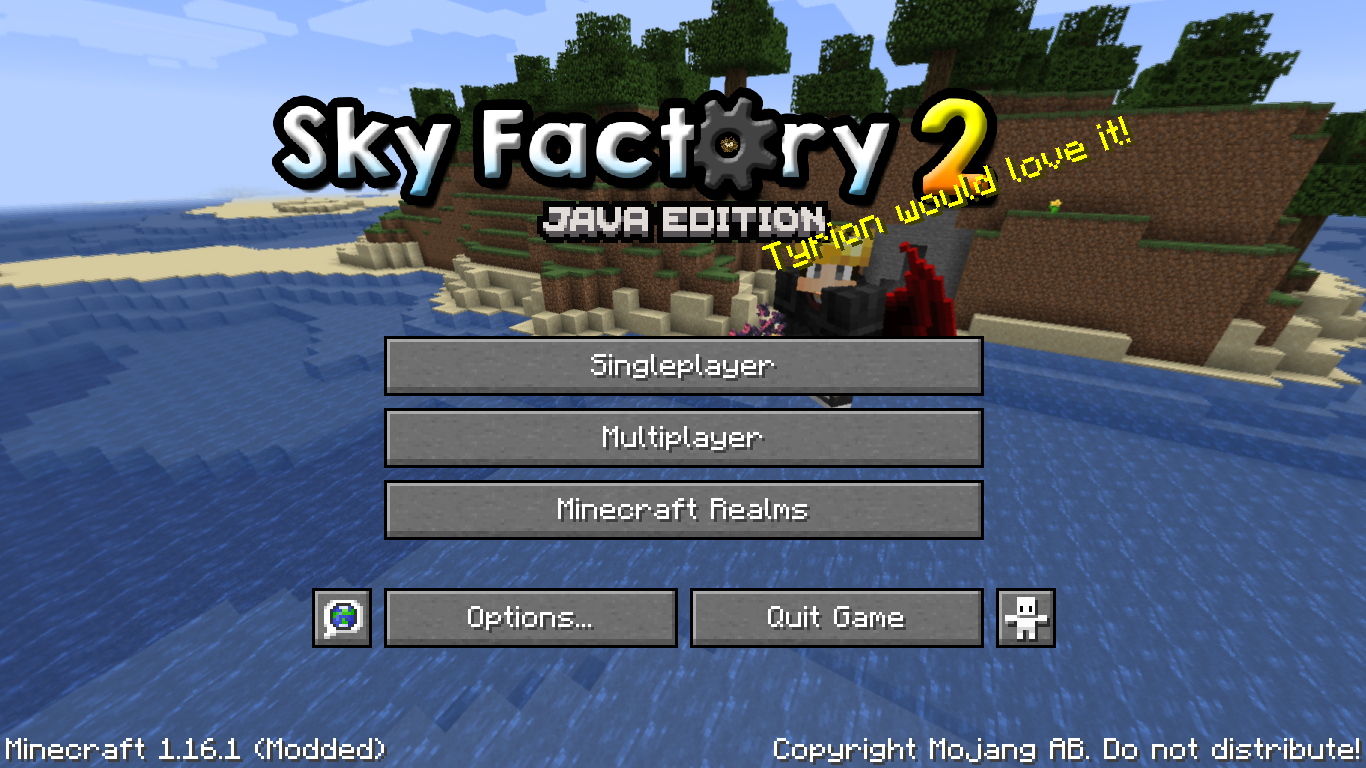 Sky Factory 2
JAVA EDITION
Tyrion would love it!
Singleplayer
Multiplayer
Minecraft Realms
Options...
Quit Game
Minecraft 1.16.1 (Modded)
Copyright Mojang AB. Do not distribute!